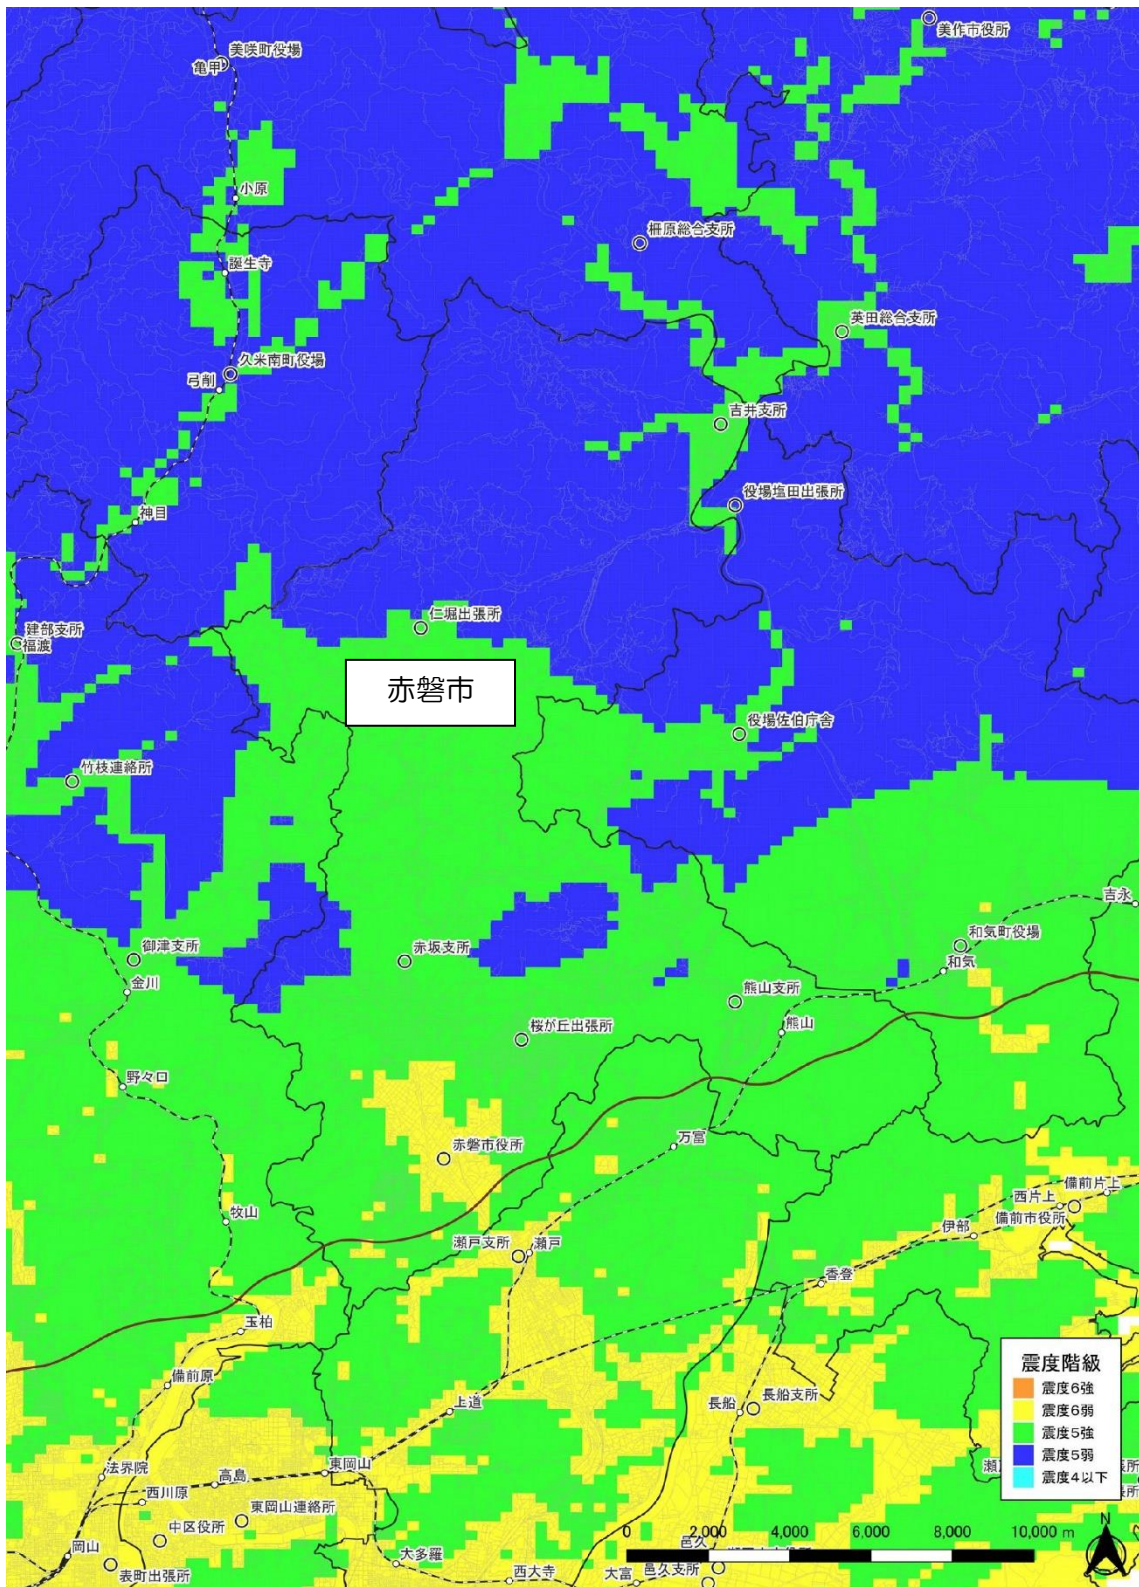 美作市役所
美咲町役場
亀甲
小原
柵原総合支所
誕生寺
英田総合支所
久米南町役場
弓削
吉井支所
役場塩田出張所
神目
仁堀出張所
建部支所
福渡
赤磐市
役場佐伯庁舎
竹枝連絡所
吉永
和気町役場
御津支所
赤坂支所
和気
金川
熊山支所
熊山
桜が丘出張所
野々口
万富
赤磐市役所
備前片上
西片上
牧山
備前市役所
伊部
瀬戸支所
瀬戸
香登
玉柏
震度階級
震度6強
震度6弱
震度5強
震度5弱
震度4以下
備前原
長船支所
上道
長船
法界院
高島
東岡山
西川原
東岡山連絡所
中区役所
岡山
表町出張所
大多羅
西大寺
大富
邑久
邑久支所
0 2,000 4,000 6,000 8,000 10,000 m
N